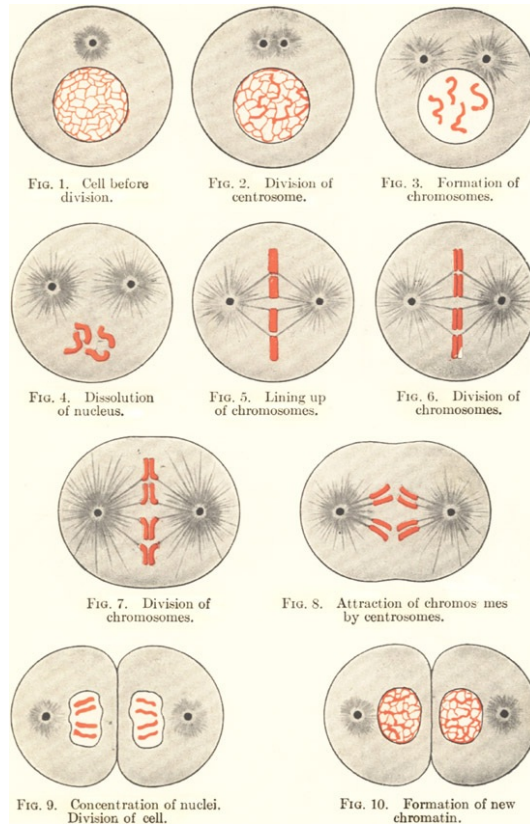 FIG. 1. Cell before
division.
FIG. 2. Division of
centrosome.
FIG. 3. Formation of
chromosomes.
FIG. 4. Dissolution
of nucleus.
FIG. 5. Lining up
of chromosomes.
FIG. 6. Division of
chromosomes.
FIG. 7. Division of
chromosomes.
FIG. 8. Attraction of chromos mes
by centrosomes.
FIG. 9. Concentration of nuclei.
Division of cell.
FIG. 10. Formation of new
chromatin.